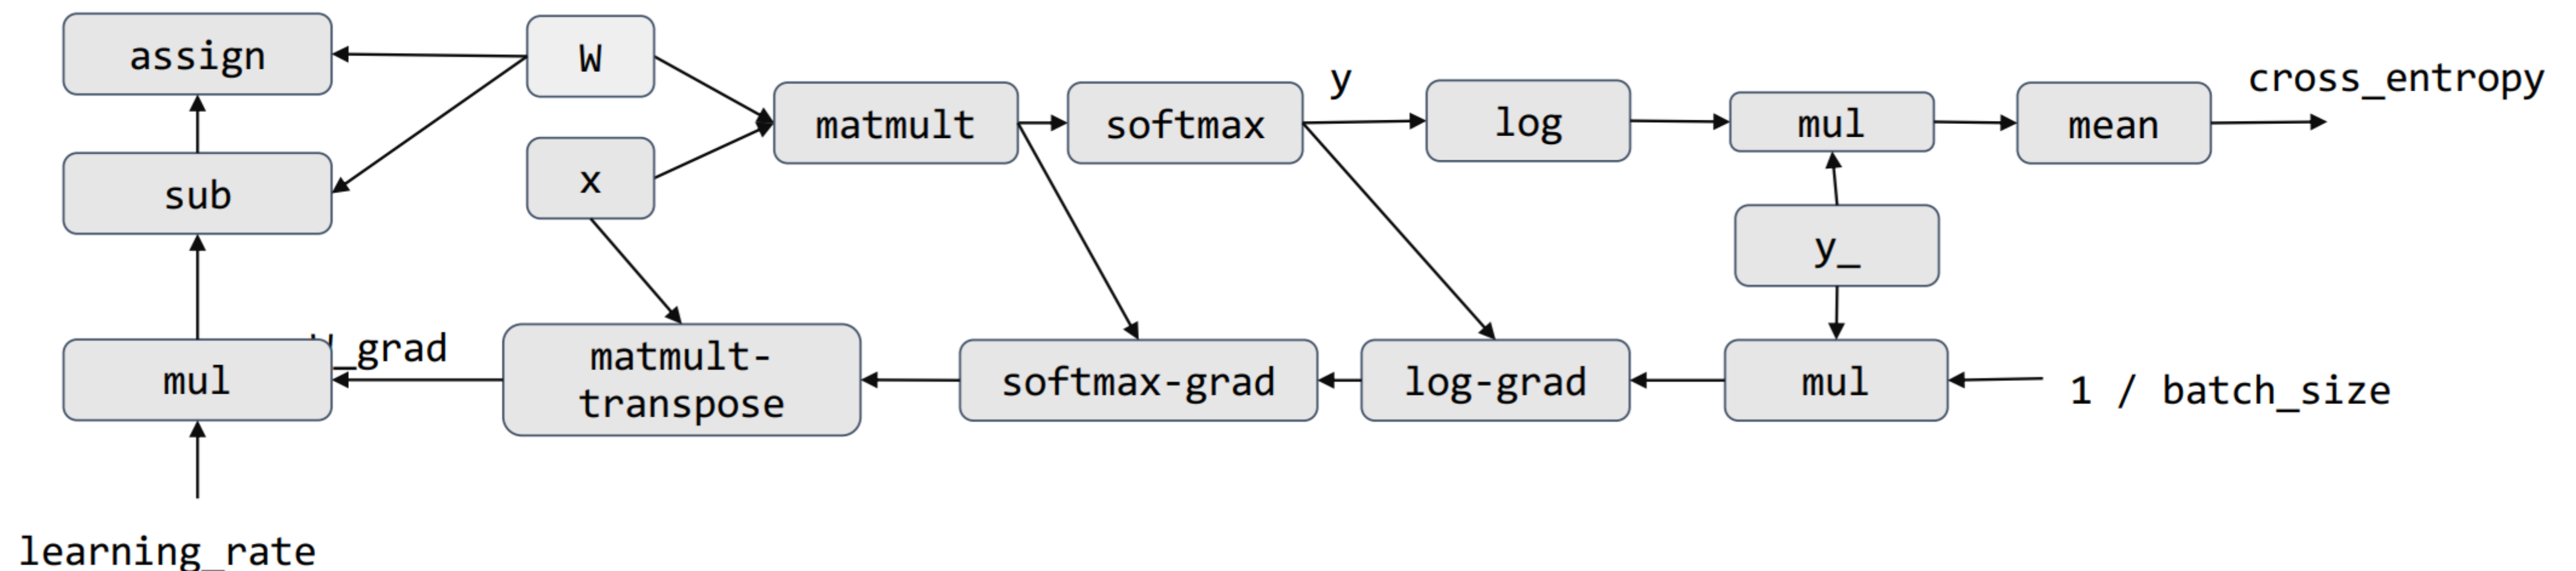 assign
W
matmult
softmax
y
log
mul
mean
cross_entropy
x
sub
y_
mul
_grad
matmult-
transpose
softmax-grad
log-grad
mul
1 / batch_size
learning_rate